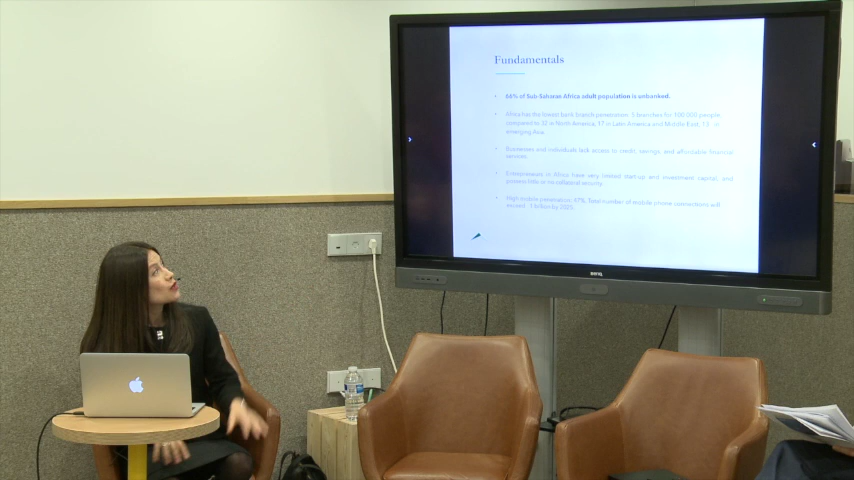 Fundamentals
• 66% of Sub-Saharan Africa adult population is unbanked.
• Africa has the lowest bank branch penetration: 5 branches for 100 000 people
compared to 32 in North America, 17 in Latin America and Middle East, 13 in
emerging Asia.
• Businesses and individuals lack access to credit, savings, and affordable financial
services.
• Entrepreneurs in Africa have very limited start-up and investment capital, and
possess little or no collateral security.
• High mobile penetration: Total number of mobile phone connections will
exceed 1 billion by
BENQ